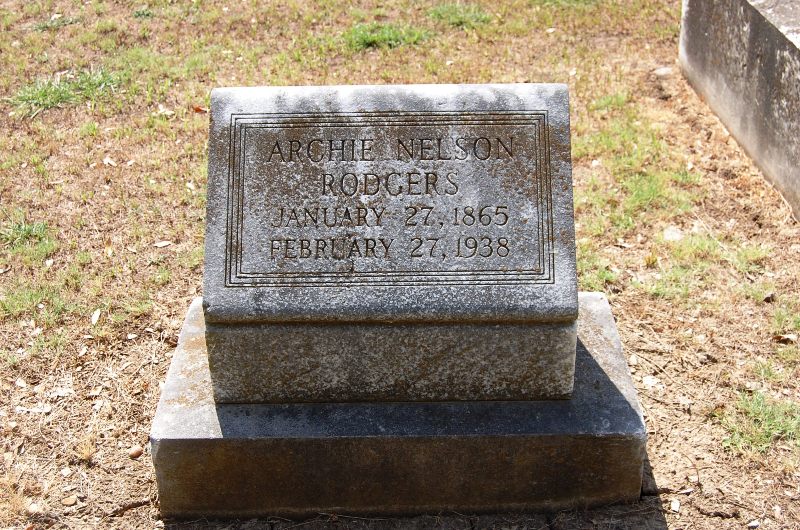 ARCHIE NELSON
RODGERS
JANUARY 27, 1865
FEBRUARY 27, 1938